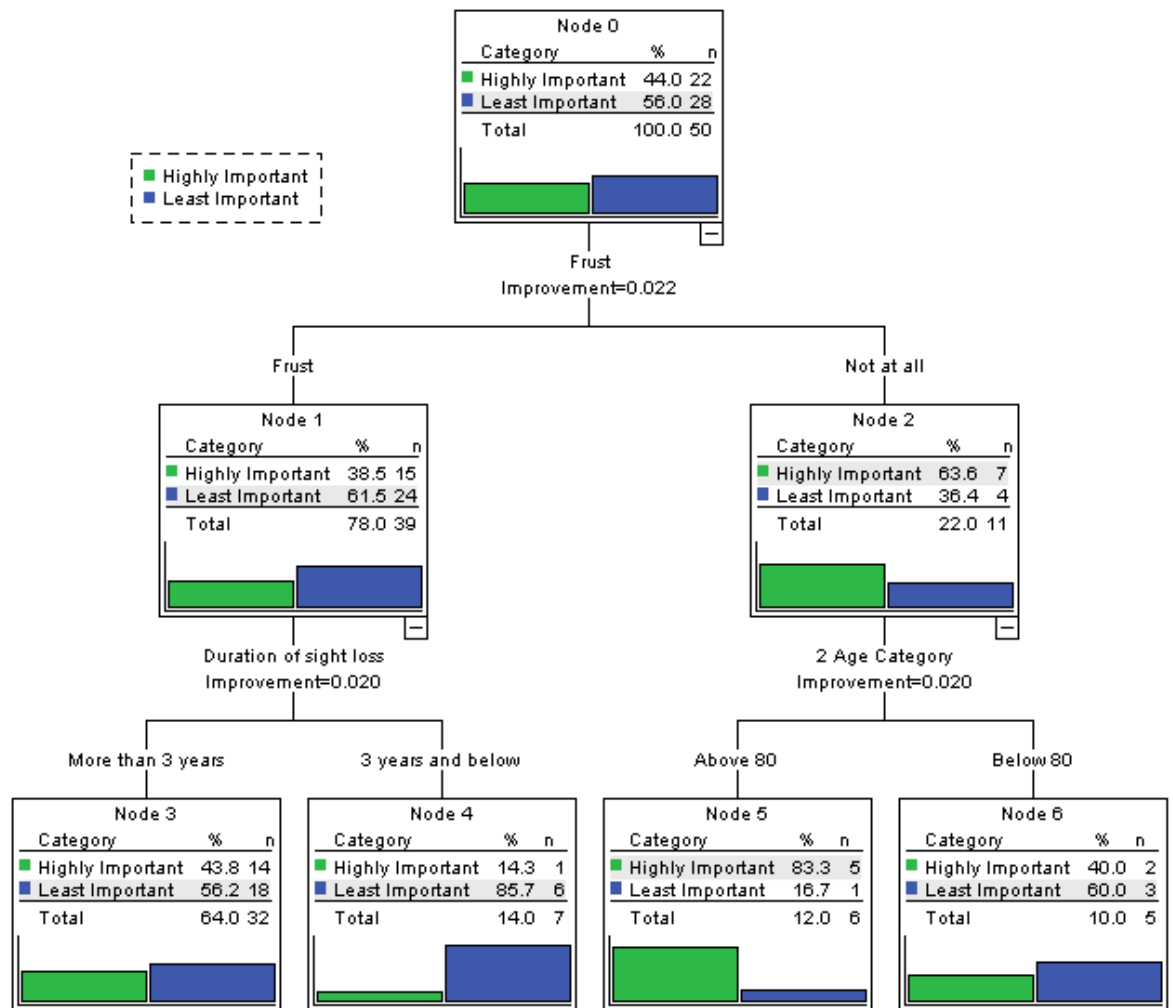 Node 0
Category % n
Highly Important 44.0 22
Least Important 56.0 28
Total 100.0 50
Highly Important
Least Important
Frust
Improvement=0.022
Frust
Not at all
Node 1
Category % n
Highly Important 38.5 15
Least Important 61.5 24
Total 78.0 39
Node 2
Category % n
Highly Important 63.6 7
Least Important 36.4 4
Total 22.0 11
Duration of sight loss
Improvement=0.020
2 Age Category
Improvement=0.020
More than 3 years
3 years and below
Above 80
Below 80
Node 3
Category % n
Highly Important 43.8 14
Least Important 56.2 18
Total 64.0 32
Node 4
Category % n
Highly Important 14.3 1
Least Important 85.7 6
Total 14.0 7
Node 5
Category % n
Highly Important 83.3 5
Least Important 16.7 1
Total 12.0 6
Node 6
Category % n
Highly Important 40.0 2
Least Important 60.0 3
Total 10.0 5